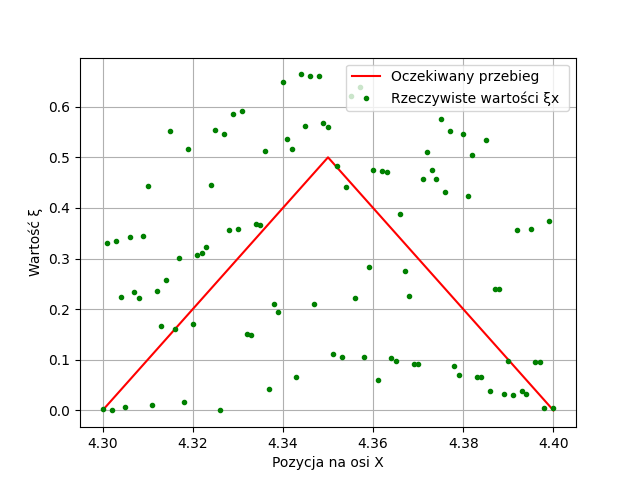 Oczekiwany przebieg
Rzeczywiste wartości ξx
Wartość ξ
0.6
0.5
0.4
0.3
0.2
0.1
0.0
4.30 4.32 4.34 4.36 4.38 4.40
Pozycja na osi X